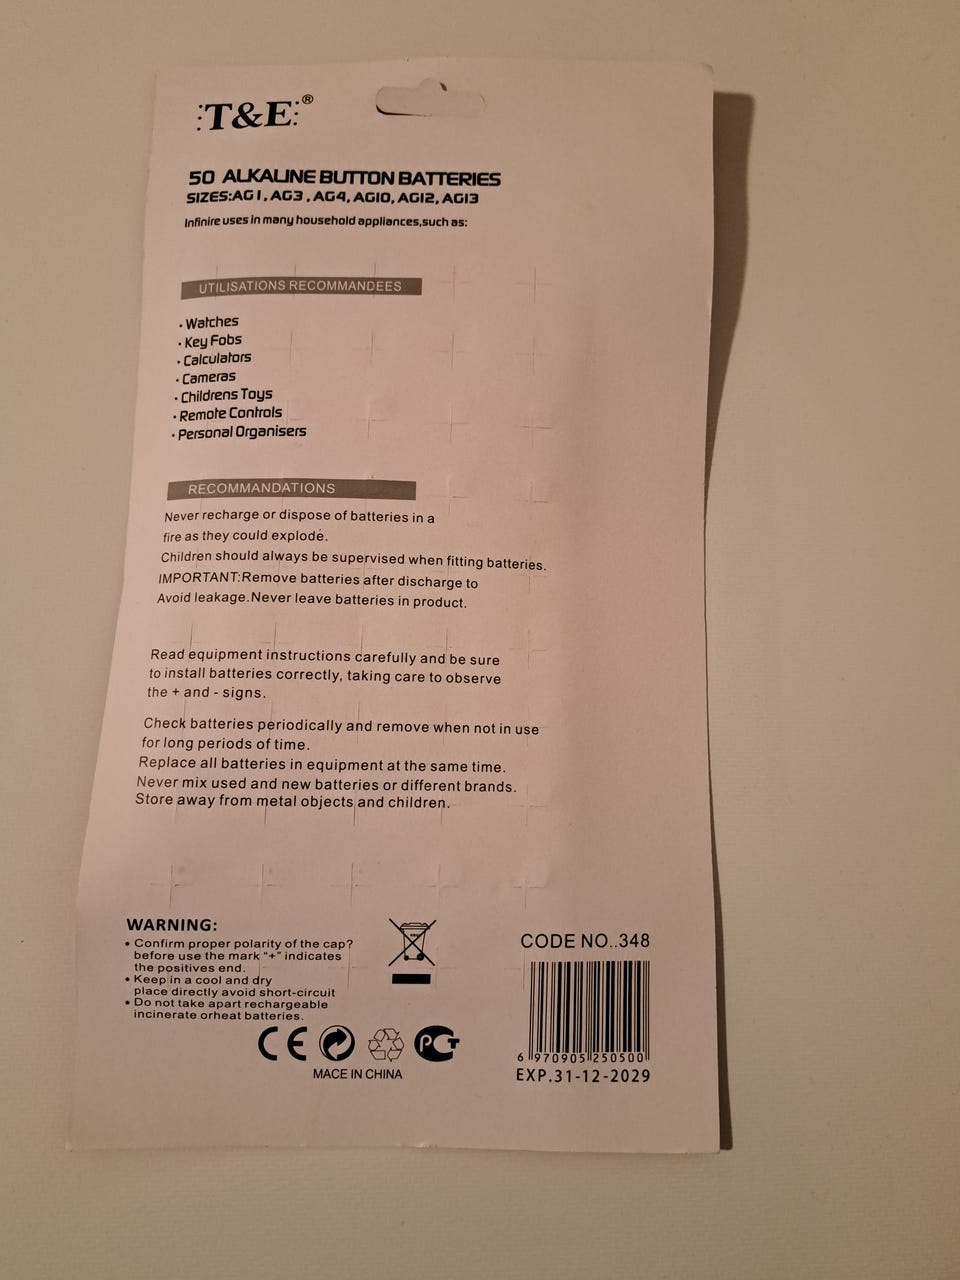 T&E®
50 ALKALINE BUTTON BATTERIES
SIZES:AG1, AG3, AG4, AG10, AG12, AG13
Infinire uses in many household appliances,such as:
UTILISATIONS RECOMMANDEES
• Watches
• Key Fobs
• Calculators
• Cameras
• Childrens Toys
• Remote Controls
• Personal Organisers
RECOMMANDATIONS
Never recharge or dispose of batteries in a
fire as they could explode.
Children should always be supervised when fitting batteries.
IMPORTANT:Remove batteries after discharge to
Avoid leakage.Never leave batteries in product.
Read equipment instructions carefully and be sure
to install batteries correctly, taking care to observe
the + and - signs.
Check batteries periodically and remove when not in use
for long periods of time.
Replace all batteries in equipment at the same time.
Never mix used and new batteries or different brands.
Store away from metal objects and children.
WARNING:
• Confirm proper polarity of the cap?
before use the mark "+" indicates
the positives end.
• Keep in a cool and dry
place directly avoid short-circuit
• Do not take apart rechargeable
incinerate orheat batteries.
CE
PCT
MACE IN CHINA
CODE NO..348
6 970905 250500
EXP.31-12-2029